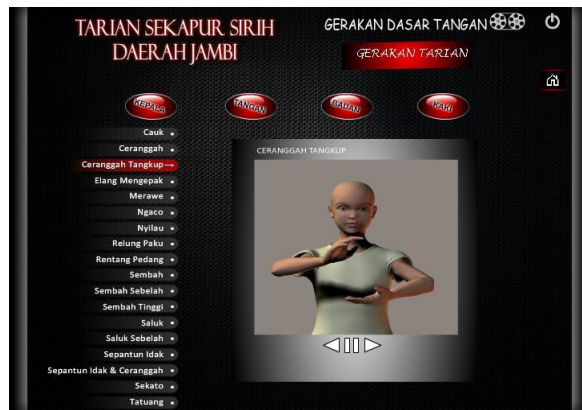 TARIAN SEKAPUR SIRIH
DAERAH JAMBI
GERAKAN DASAR TANGAN
GERAKAN TARIAN
KEPALA
TANGAN
BADAN
KAKI
Cauk
Ceranggah
Ceranggah Tangkup
Elang Mengepak
Merawe
Ngaco
Nyilau
Relung Paku
Rentang Pedang
Sembah
Sembah Sebelah
Sembah Tinggi
Saluk
Saluk Sebelah
Sepantun Idak
Sepantun Idak & Ceranggah
Sekato
Tatuang
CERANGGAH TANGKUP